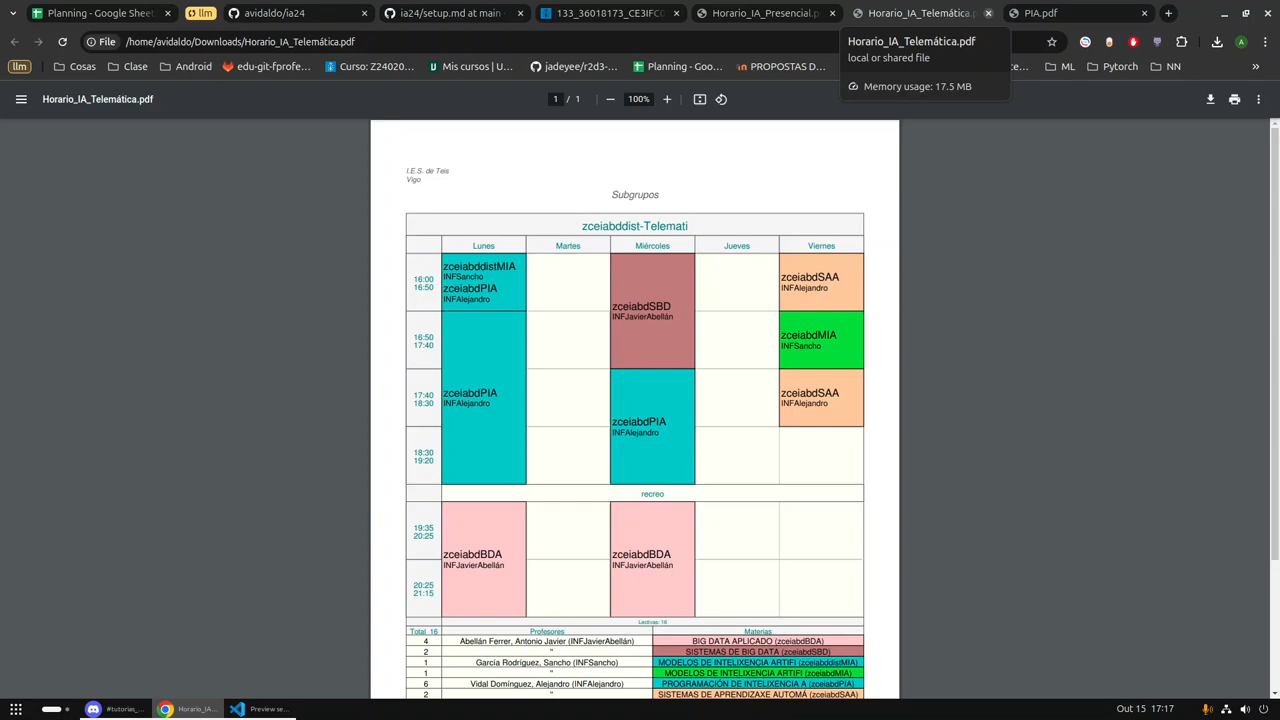 Planning - Google Sheet
llm
avidaldo/ia24
ia24/setup.md at main
133_36018173_CE3IFC0
Horario_IA_Presencial.p
Horario_IA_Telemática.p
PIA.pdf
File
/home/avidaldo/Downloads/Horario_IA_Telemática.pdf
Horario_IA_Telemática.pdf
local or shared file
Memory usage: 17.5 MB
llm
Cosas
Clase
Android
edu-git-fprofe...
Curso: Z24020...
Mis cursos | U...
jadeyee/r2d3-...
Planning - Goo...
PROPOSTAS D...
ce...
ML
Pytorch
NN
Horario_IA_Telemática.pdf
1 / 1
100%
I.E.S. de Teis
Vigo
Subgrupos
zceiabddist-Telemati
Lunes Martes Miércoles Jueves Viernes
16:00
16:50
zceiabddistMIA
INFSancho
zceiabdPIA
INFAlejandro
zceiabdSBD
INFJavierAbellán
zceiabdSAA
INFAlejandro
16:50
17:40
zceiabdMIA
INFSancho
17:40
18:30
zceiabdPIA
INFAlejandro
zceiabdPIA
INFAlejandro
zceiabdSAA
INFAlejandro
18:30
19:20
recreo
19:35
20:25
zceiabdBDA
INFJavierAbellán
zceiabdBDA
INFJavierAbellán
20:25
21:15
Lectivas: 16
Total 16 Profesores Materias
4 Abellán Ferrer, Antonio Javier (INFJavierAbellán) BIG DATA APLICADO (zceiabdBDA)
2 " SISTEMAS DE BIG DATA (zceiabdSBD)
1 García Rodríguez, Sancho (INFSancho) MODELOS DE INTELIXENCIA ARTIFI (zceiabddistMIA)
1 " MODELOS DE INTELIXENCIA ARTIFI (zceiabdMIA)
6 Vidal Domínguez, Alejandro (INFAlejandro) PROGRAMACIÓN DE INTELIXENCIA A (zceiabdPIA)
2 " SISTEMAS DE APRENDIZAXE AUTOMÁ (zceiabdSAA)
#tutorias_...
Horario_IA...
Preview se...
Oct 15 17:17